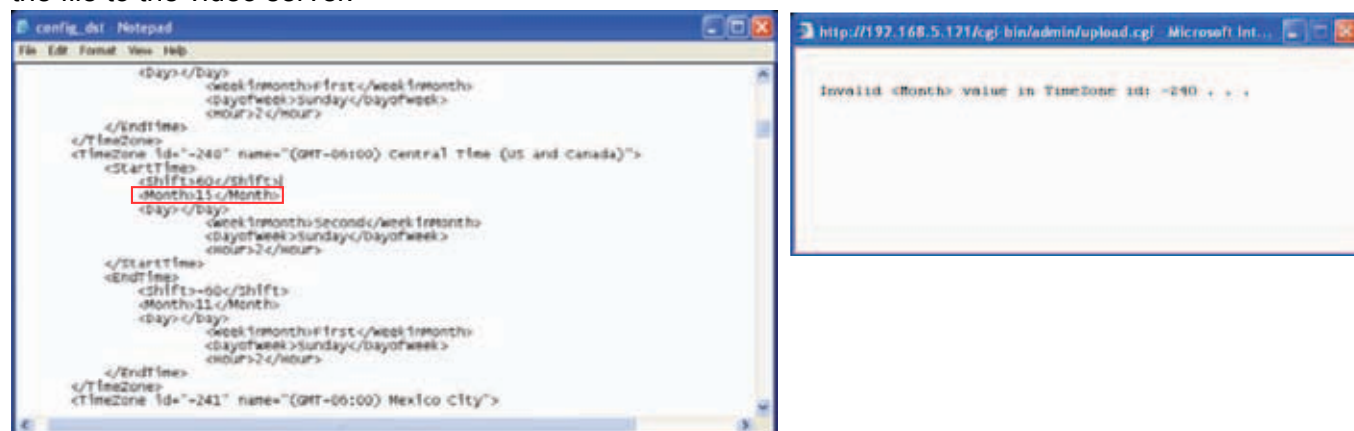 the file to the video server.
config_dst - Notepad
File Edit Format View Help
<Day></Day>
<weekinmonth>First</weekinmonth>
<Dayofweek>Sunday</Dayofweek>
<Hour>2</Hour>
</EndTime>
</TimeZone>
<TimeZone id="-240" name="(GMT-06:00) Central Time (US and Canada)">
<StartTime>
<Shift>60</Shift>
<Month>15</Month>
<Day></Day>
<weekinmonth>Second</weekinmonth>
<Dayofweek>Sunday</Dayofweek>
<Hour>2</Hour>
</StartTime>
<EndTime>
<Shift>-60</Shift>
<Month>11</Month>
<Day></Day>
<weekinmonth>First</weekinmonth>
<Dayofweek>Sunday</Dayofweek>
<Hour>2</Hour>
</EndTime>
</TimeZone>
<TimeZone id="-241" name="(GMT-06:00) Mexico City">
http://192.168.5.121/cgi-bin/admin/upload.cgi - Microsoft Int...
Invalid <Month> value in TimeZone id: -240 . . .